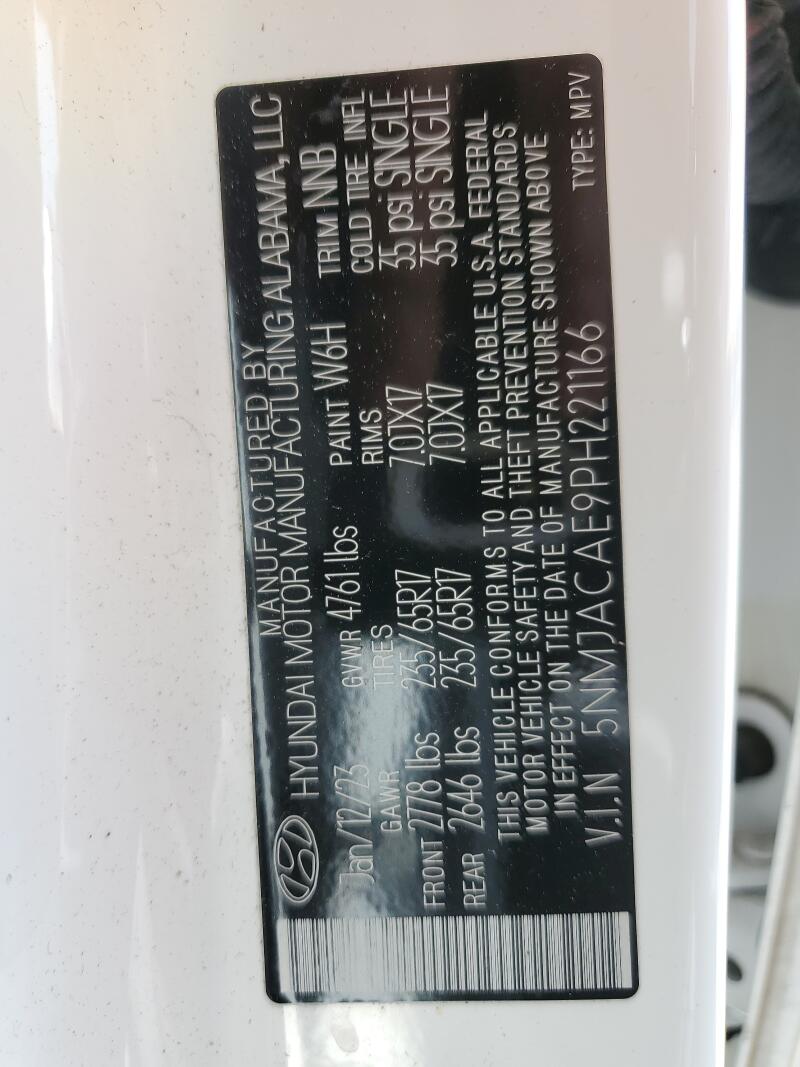 MANUFACTURED BY
HYUNDAI MOTOR MANUFACTURING ALABAMA, LLC
Jan/12/23 GVWR 4761 lbs PAINT W6H TRIM NNB
GAWR TIRES RIMS COLD TIRE INFL
FRONT 2778 lbs 235/65R17 7.0JX17 35 psi SINGLE
REAR 2646 lbs 235/65R17 7.0JX17 35 psi SINGLE
THIS VEHICLE CONFORMS TO ALL APPLICABLE U.S.A. FEDERAL
MOTOR VEHICLE SAFETY AND THEFT PREVENTION STANDARDS
IN EFFECT ON THE DATE OF MANUFACTURE SHOWN ABOVE
V.I.N 5NMJACAE9PH221166 TYPE: MPV